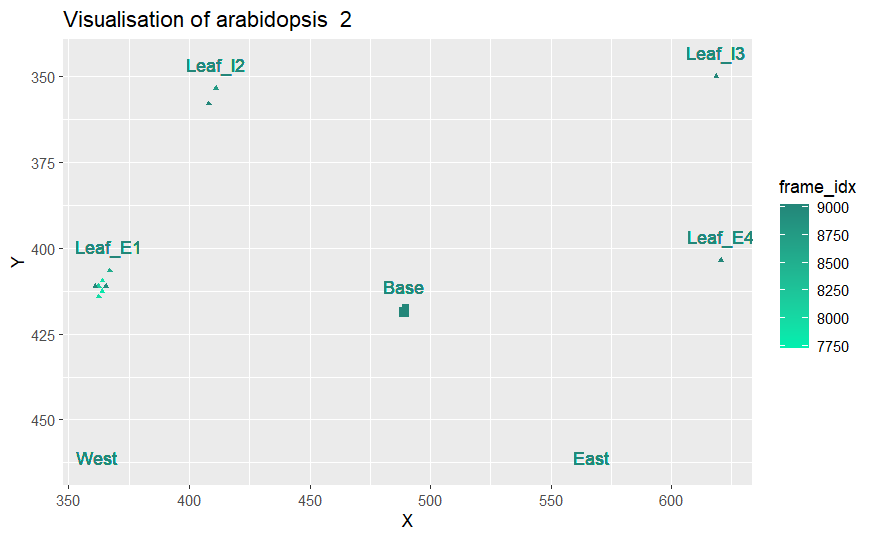 Visualisation of arabidopsis  2
Leaf_I2
Leaf_I3
350
375
Leaf_E4
Leaf_E1
400
Base
425
450
West
East
350
400
450
500
550
600
X
Y
frame_idx
9000
8750
8500
8250
8000
7750